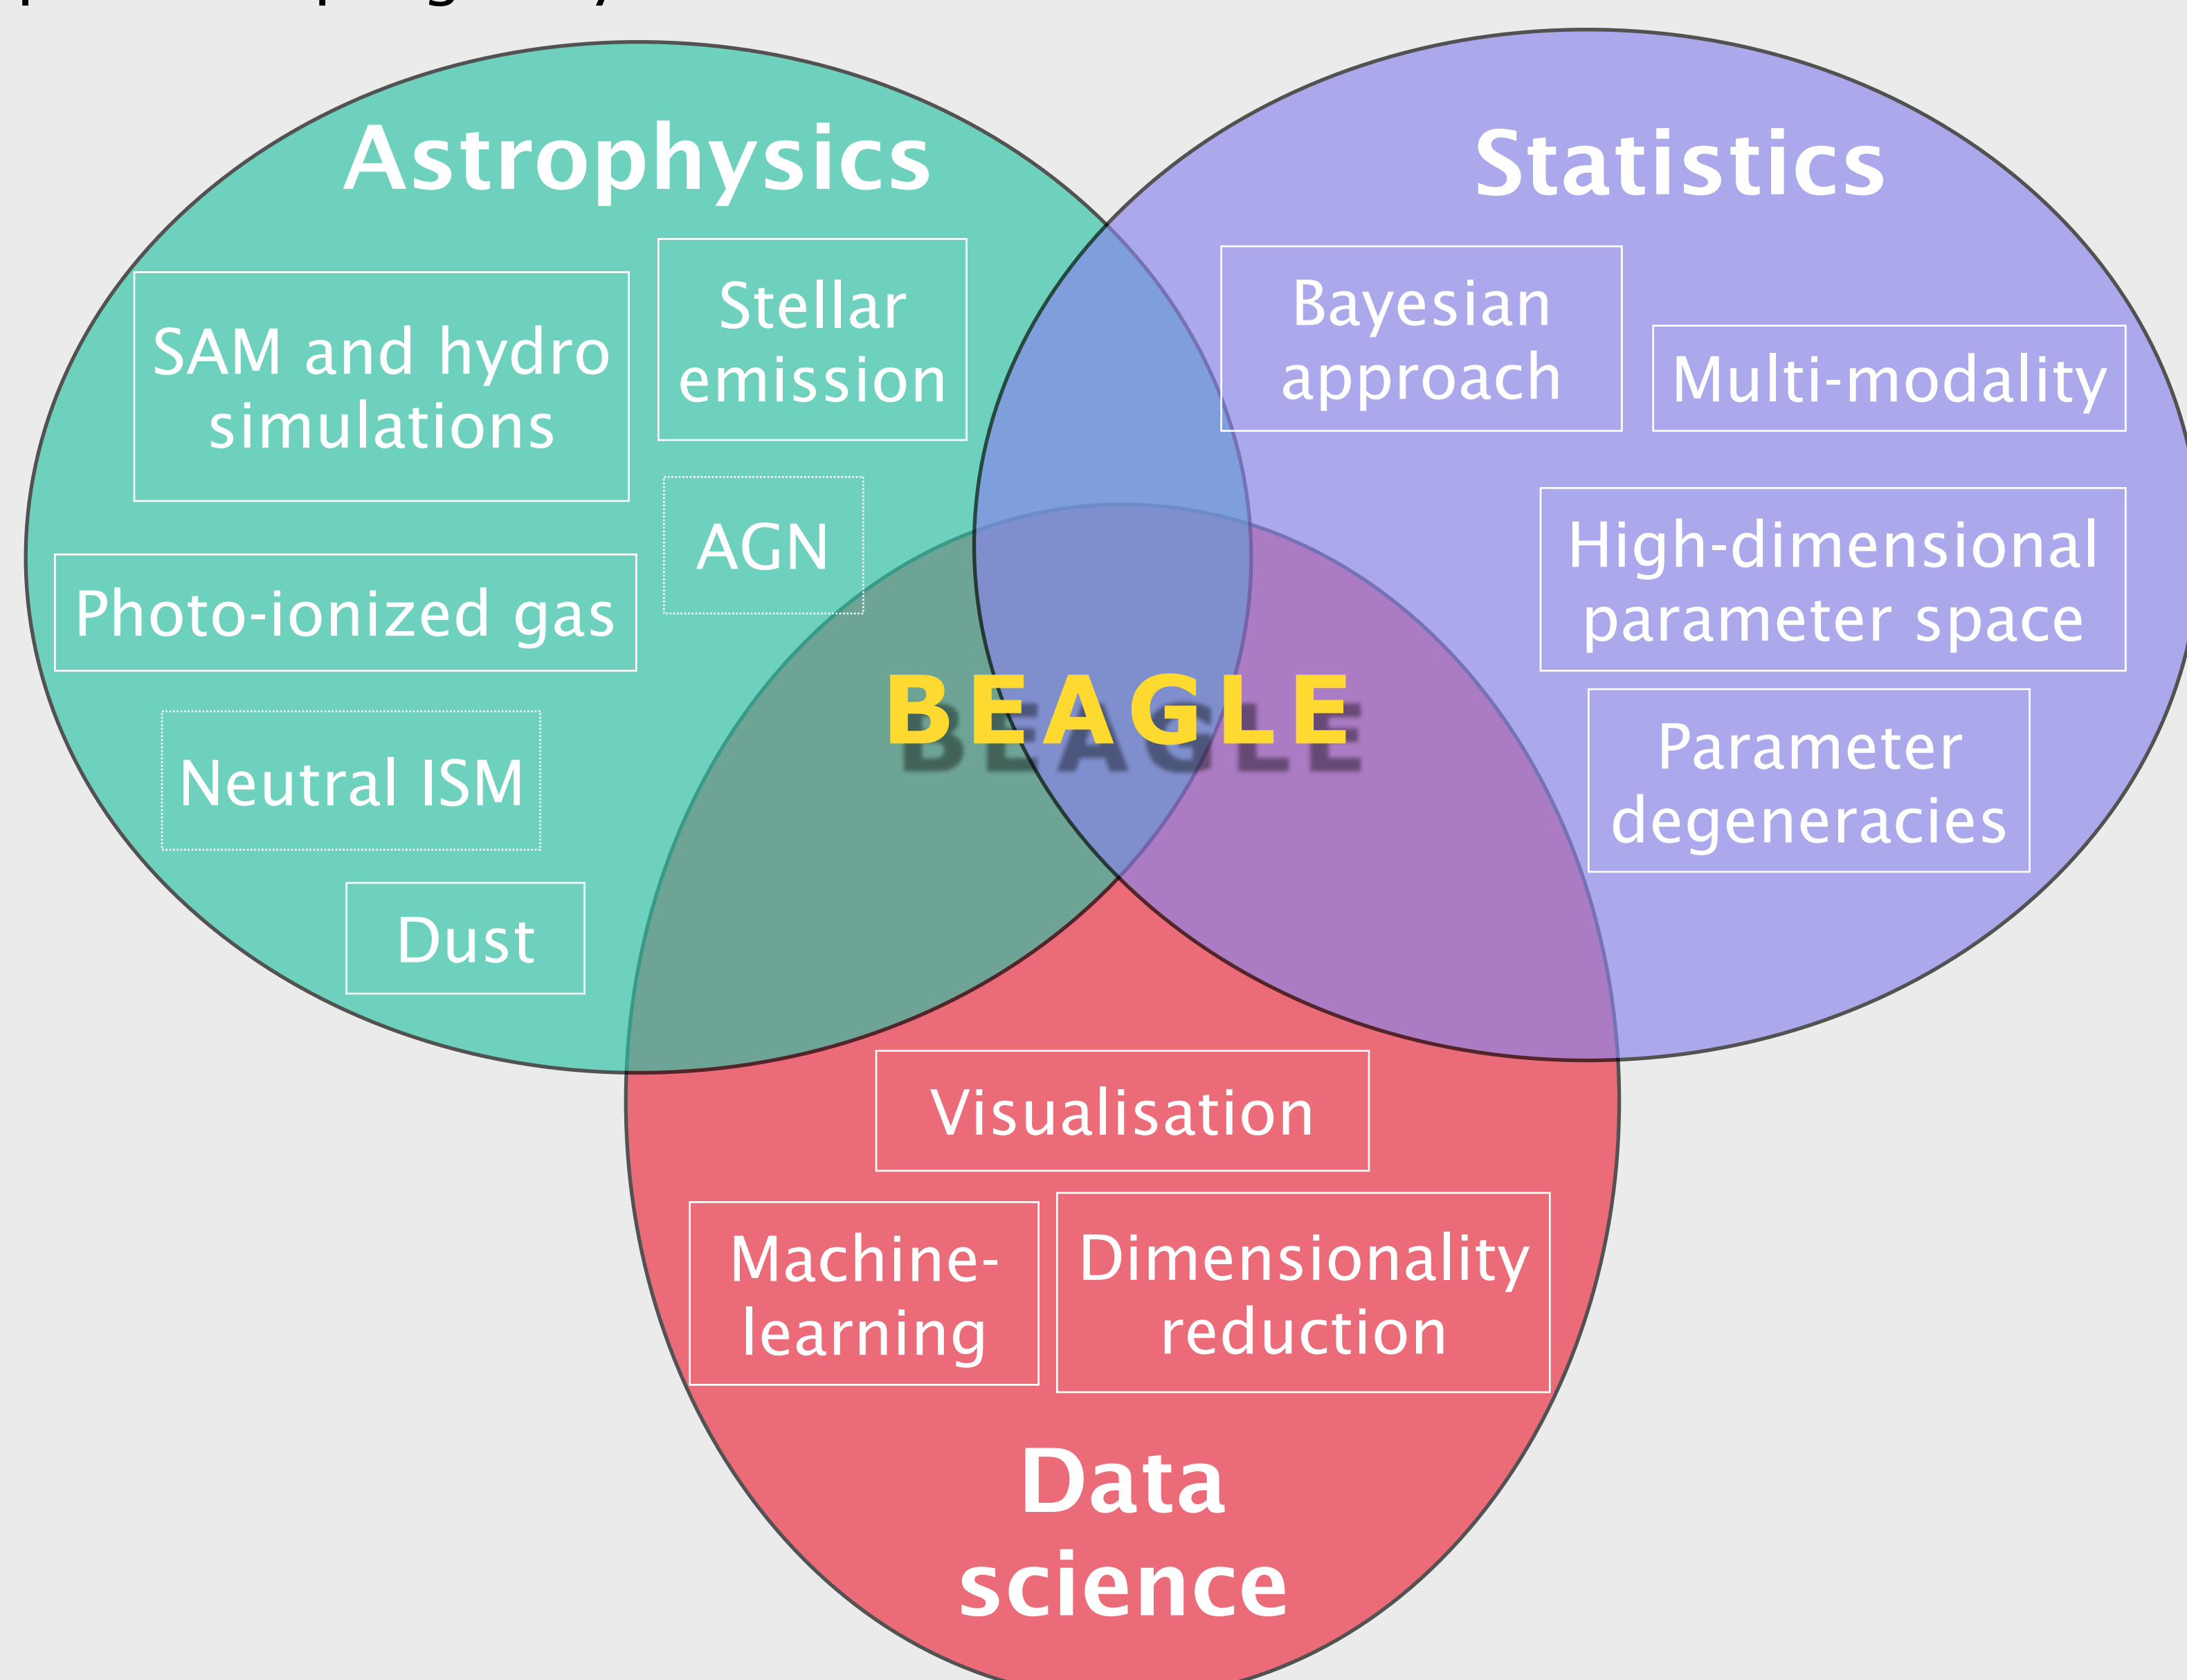 Astrophysics
SAM and hydro
simulations
Stellar
emission
AGN
Photo-ionized gas
Neutral ISM
Dust
Statistics
Bayesian
approach
Multi-modality
High-dimensional
parameter space
Parameter
degeneracies
BEAGLE
Visualisation
Machine-
learning
Dimensionality
reduction
Data
science